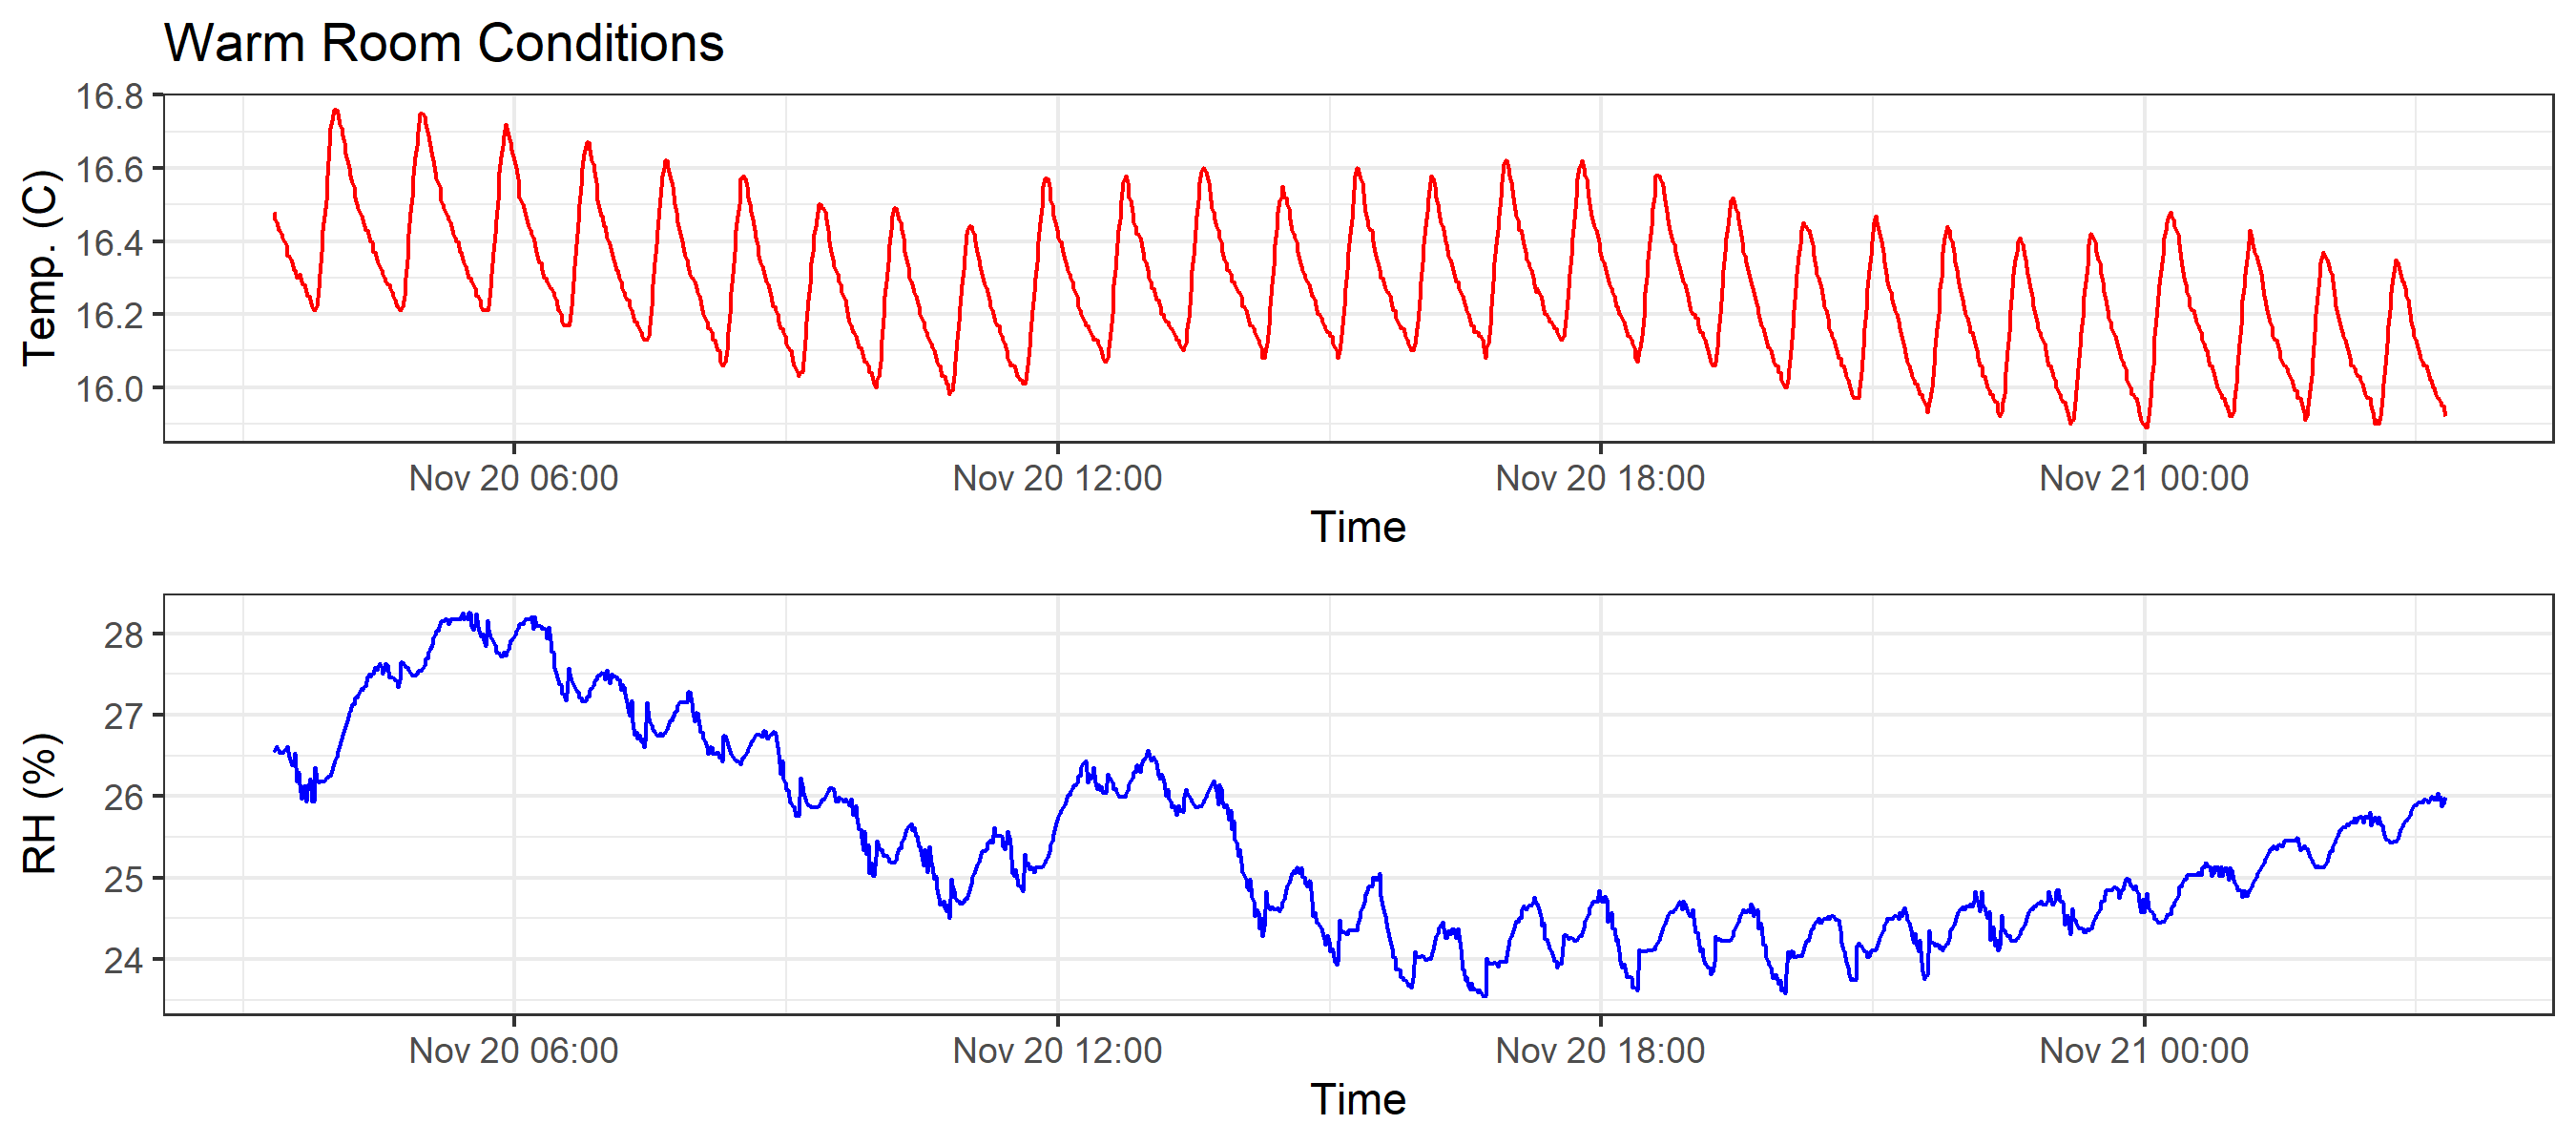 Warm Room Conditions
16.8
16.6
16.4
16.2
16.0
Temp. (C)
Nov 20 06:00 Nov 20 12:00 Nov 20 18:00 Nov 21 00:00
Time
28
27
26
25
24
RH (%)
Nov 20 06:00 Nov 20 12:00 Nov 20 18:00 Nov 21 00:00
Time